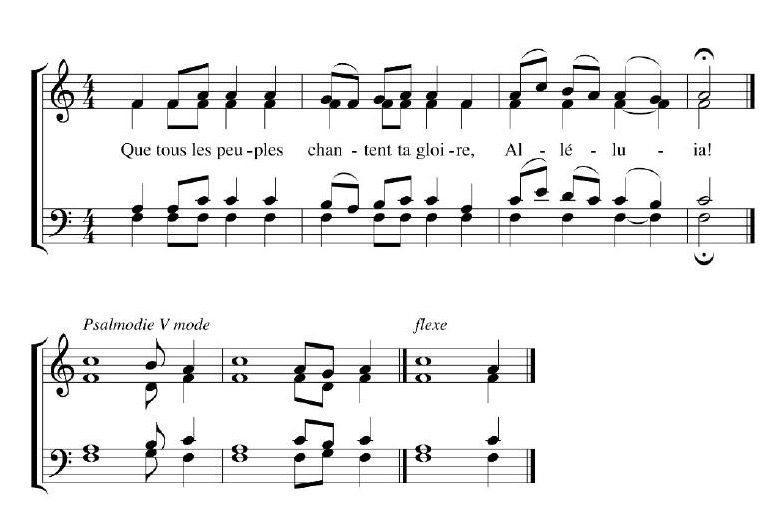 Que tous les peu - ples chan - tent ta gloi - re, Al - lé - lu - ia!
Psalmodie V mode
flexe